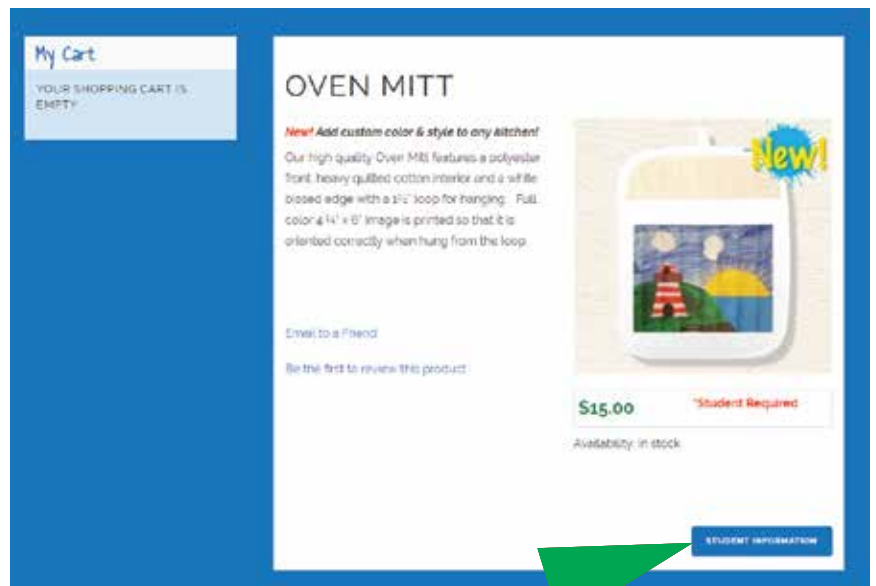 My Cart
YOUR SHOPPING CART IS
EMPTY
OVEN MITT
New! Add custom color & style to any kitchen!
Our high quality Oven Mitt features a polyester
front, heavy quilted cotton interior and a white
biased edge with a 1½" loop for hanging. Full
color 4 ¼" x 6" image is printed so that it is
oriented correctly when hung from the loop.
Email to a Friend
Be the first to review this product
New!
$15.00
*Student Required
Availability: In stock
STUDENT INFORMATION